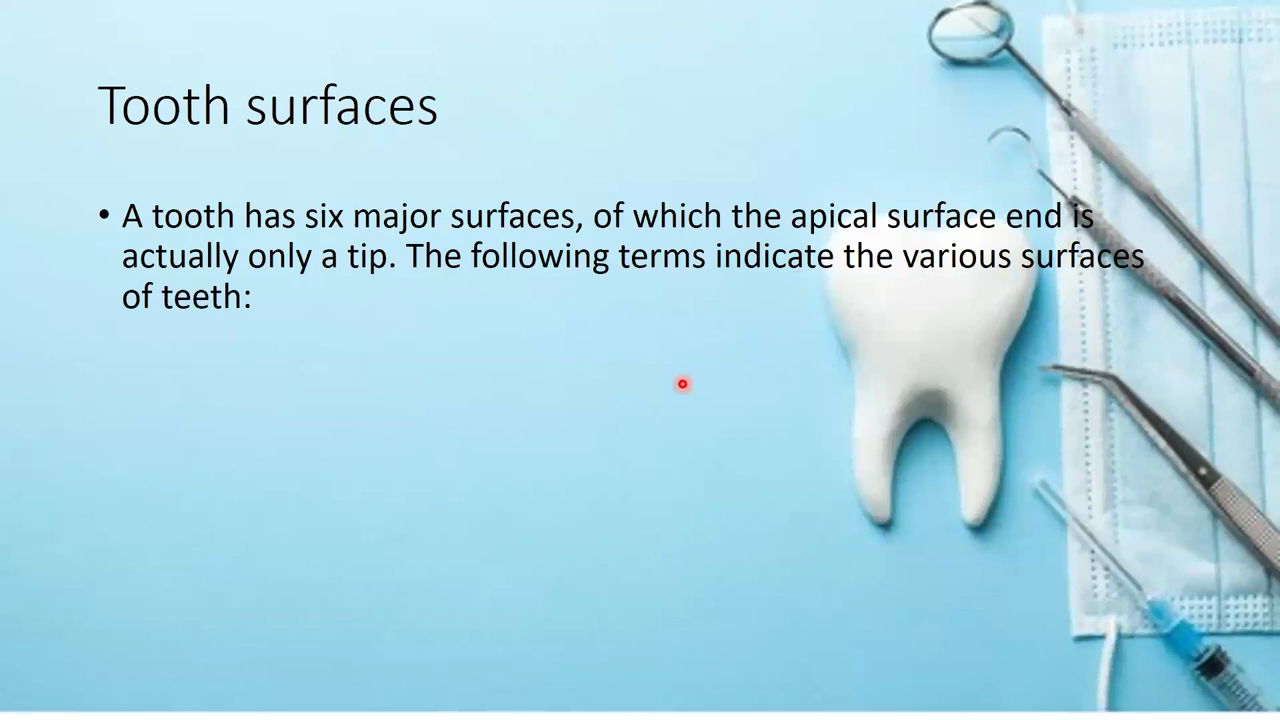 Tooth surfaces
• A tooth has six major surfaces, of which the apical surface end is
actually only a tip. The following terms indicate the various surfaces
of teeth: